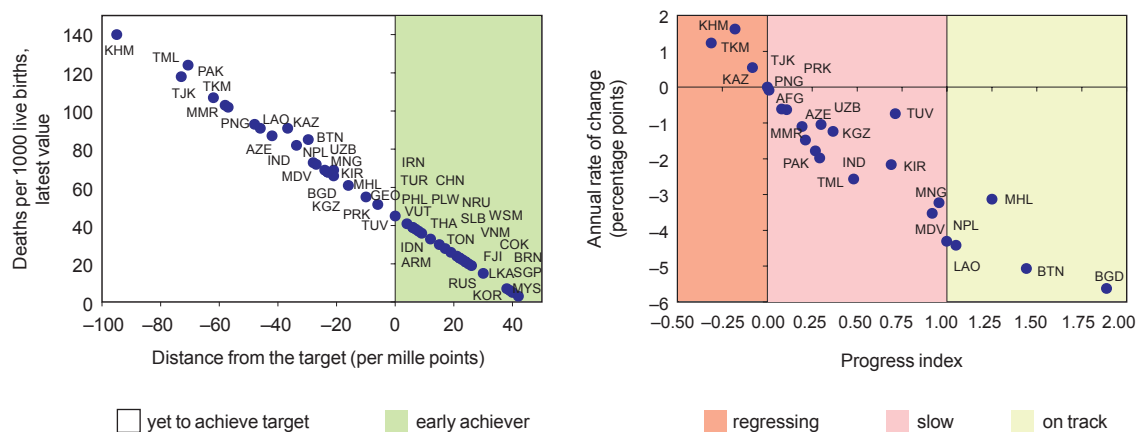 Deaths per 1000 live births,
latest value
140
120
100
80
60
40
20
0
–100
–80
–60
–40
–20
0
20
40
KHM
TML
PAK
TJK
TKM
MMR
PNG
LAO
KAZ
AZE
BTN
IND
NPL
UZB
MNG
MDV
KIR
BGD
MHL
KGZ
GEO
PRK
TUV
IRN
TUR
CHN
PHL
PLW
NRU
VUT
SLB
WSM
THA
VNM
IDN
TON
COK
ARM
FJI
BRN
LKA
SGP
RUS
MYS
KOR
Distance from the target (per mille points)
yet to achieve target
early achiever
Annual rate of change
(percentage points)
2
1
0
–1
–2
–3
–4
–5
–6
–0.50
–0.25
0.00
0.25
0.50
0.75
1.00
1.25
1.50
1.75
2.00
KHM
TKM
TJK
PRK
KAZ
PNG
AFG
AZE
UZB
TUV
MMR
KGZ
PAK
IND
KIR
TML
MNG
MHL
MDV
NPL
LAO
BTN
BGD
Progress index
regressing
slow
on track